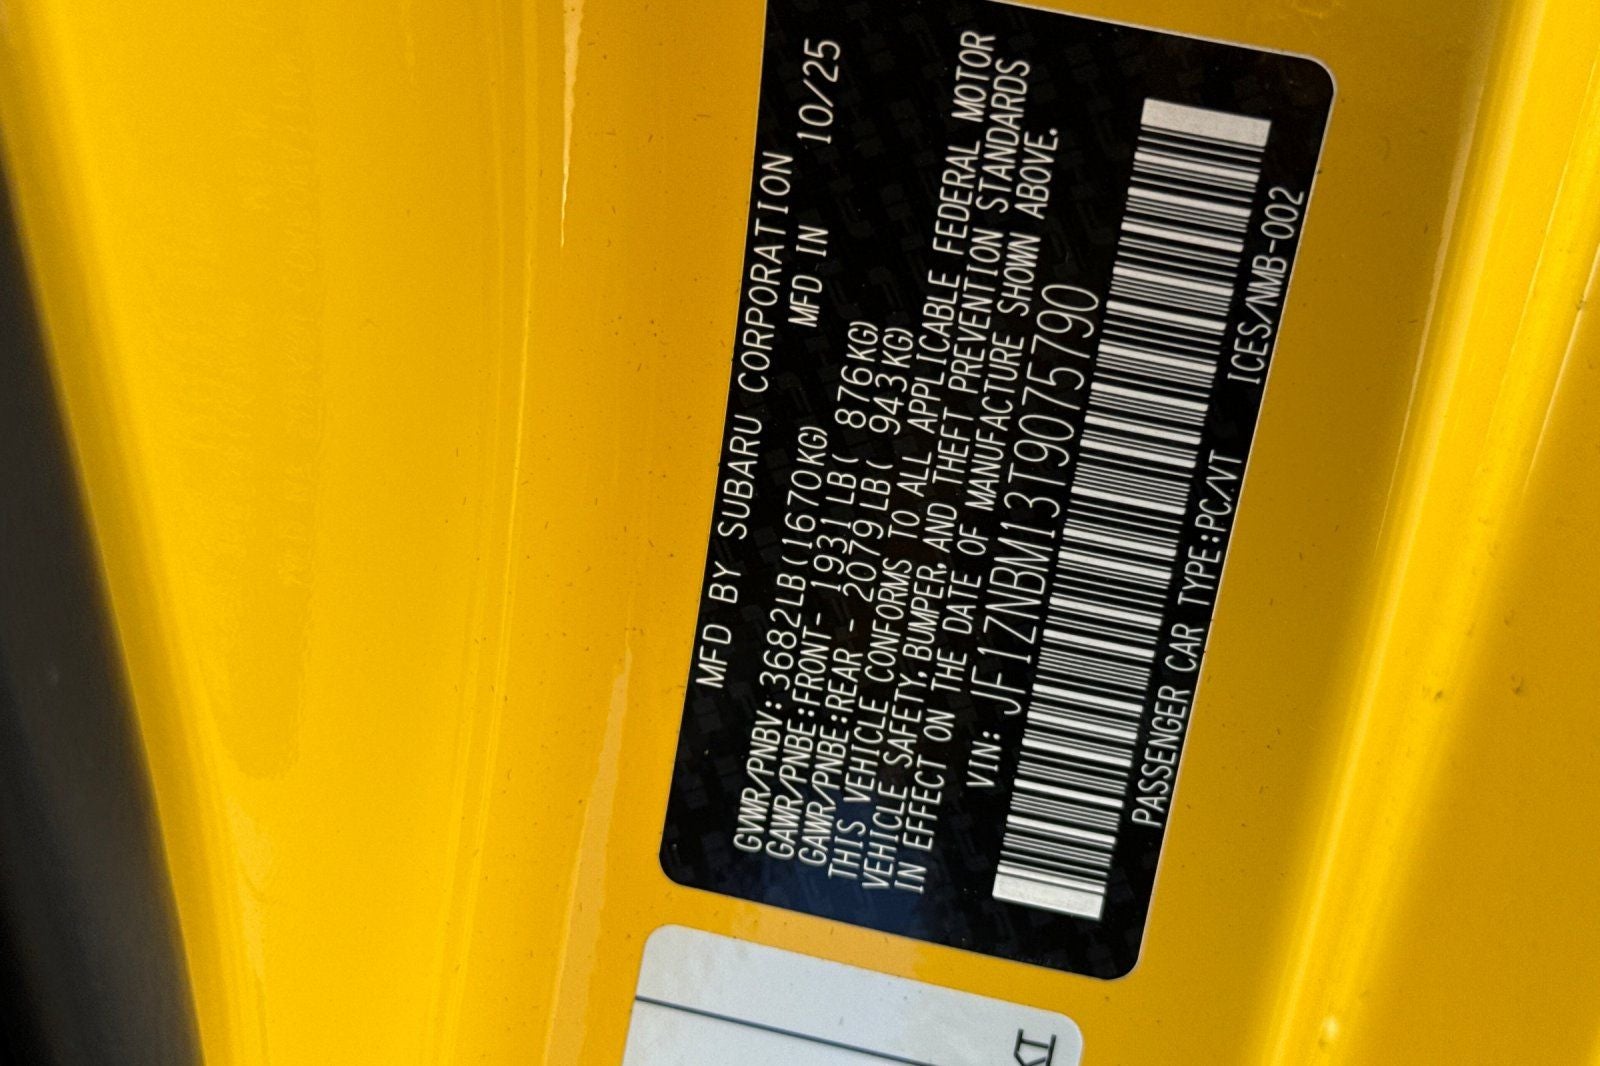 MFD BY SUBARU CORPORATION
MFD IN 10/25
GVWR/PNBV:3682LB(1670KG)
GAWR/PNBE:FRONT- 1931LB( 876KG)
GAWR/PNBE:REAR - 2079LB( 943KG)
THIS VEHICLE CONFORMS TO ALL APPLICABLE FEDERAL MOTOR
VEHICLE SAFETY,BUMPER,AND THEFT PREVENTION STANDARDS
IN EFFECT ON THE DATE OF MANUFACTURE SHOWN ABOVE.
VIN: JF1ZNBM13T9075790
PASSENGER CAR TYPE:PC/VT ICES/NMB-002